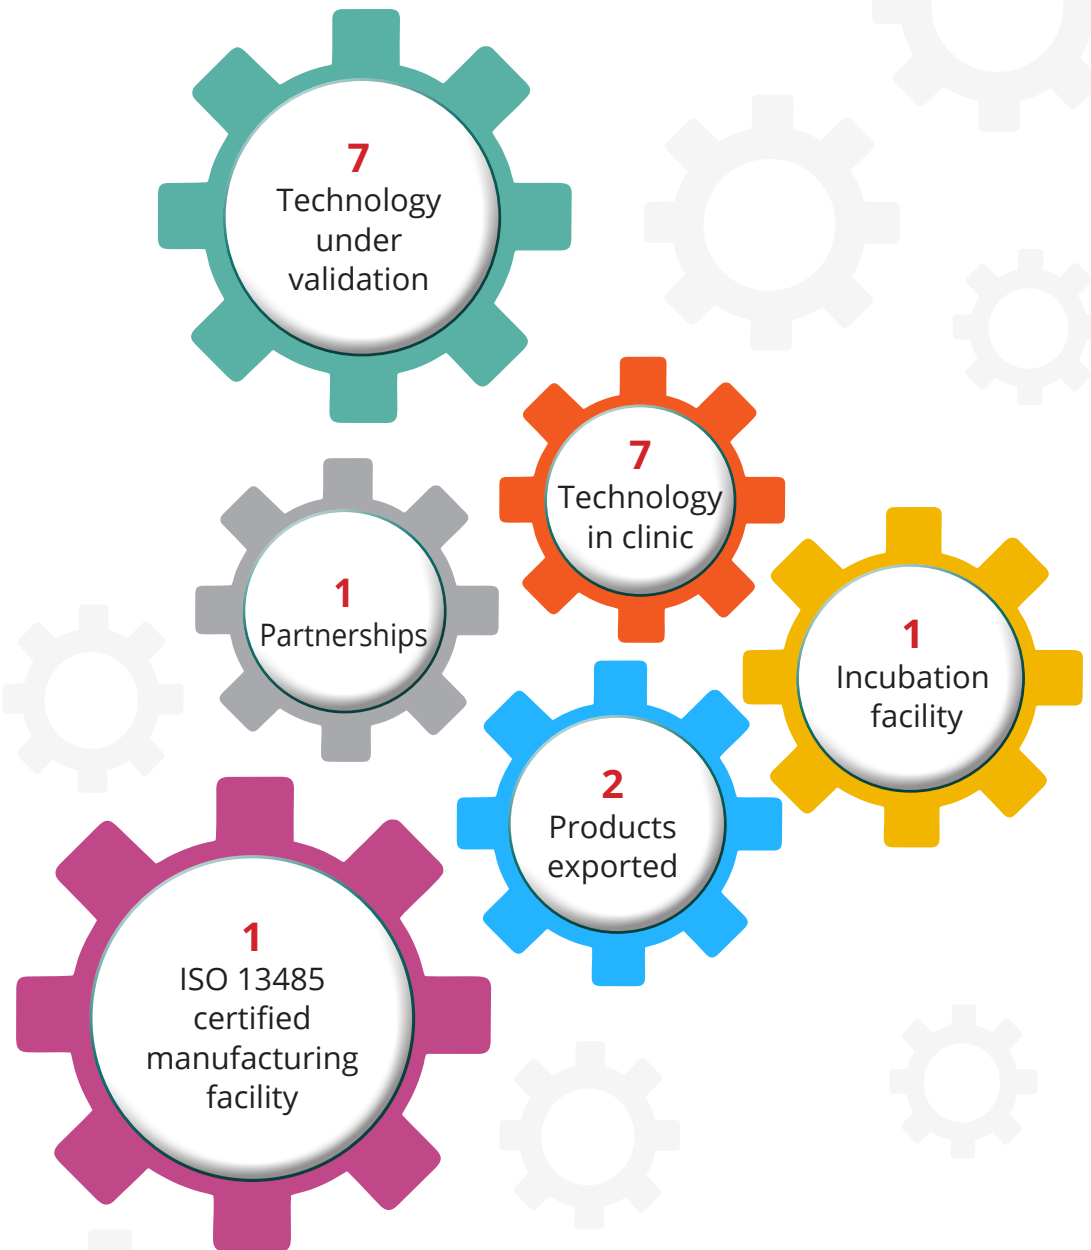 7
Technology
under
validation
7
Technology
in clinic
1
Partnerships
1
Incubation
facility
2
Products
exported
1
ISO 13485
certified
manufacturing
facility